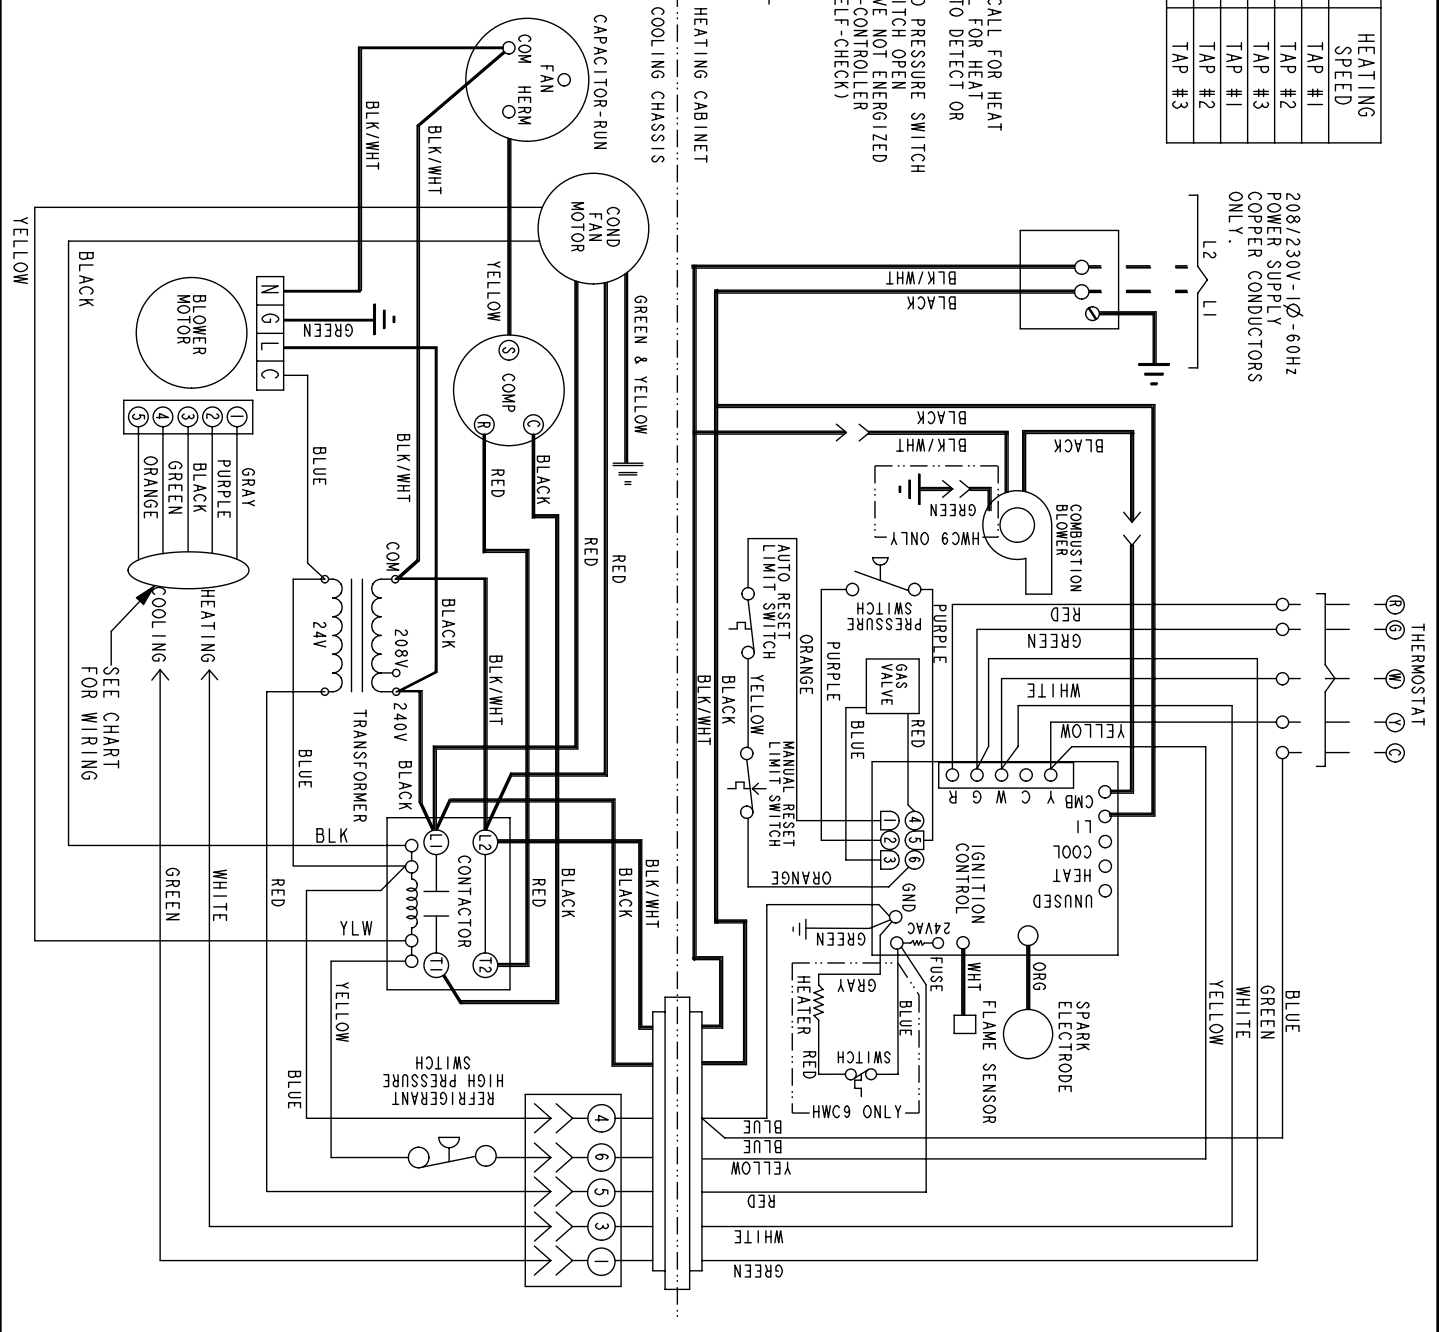 HEATING
SPEED
TAP #1
TAP #2
TAP #3
TAP #1
TAP #2
TAP #3
CALL FOR HEAT
FOR HEAT
TO DETECT OR
PRESSURE SWITCH
OPEN
NOT ENERGIZED
-CONTROLLER
ELF-CHECK)
HEATING CABINET
COOLING CHASSIS
208/230V-1Ø-60Hz
POWER SUPPLY
COPPER CONDUCTORS
ONLY.
L2
L1
BLK/WHT
BLACK
CAPACITOR-RUN
COM
FAN
HERM
BLK/WHT
BLK/WHT
COND
FAN
MOTOR
YELLOW
GREEN & YELLOW
YELLOW
BLACK
BLOWER
MOTOR
N
G
L
C
GREEN
S
COMP
R
C
RED
BLACK
1
2
3
4
5
GRAY
PURPLE
BLACK
GREEN
ORANGE
BLUE
BLK/WHT
RED
RED
COOLING
HEATING
SEE CHART
FOR WIRING
COM
24V
208V
240V
TRANSFORMER
BLACK
BLK/WHT
BLUE
BLACK
BLK
YLW
L1
L2
CONTACTOR
T1
T2
RED
BLACK
BLACK
BLK/WHT
GREEN
WHITE
RED
YELLOW
BLUE
REFRIGERANT
HIGH PRESSURE
SWITCH
4
6
5
3
1
BLACK
BLK/WHT
BLACK
COMBUSTION
BLOWER
GREEN
HWC9 ONLY
AUTO RESET
LIMIT SWITCH
PRESSURE
SWITCH
PURPLE
ORANGE
PURPLE
GAS
VALVE
BLUE
RED
YELLOW
BLACK
BLK/WHT
MANUAL RESET
LIMIT SWITCH
ORANGE
1
2
3
4
5
6
RED
GREEN
WHITE
YELLOW
THERMOSTAT
R
G
W
Y
C
R
G
W
C
Y
CMB
L1
COOL
HEAT
UNUSED
IGNITION
CONTROL
GND
GREEN
24VAC
FUSE
WHT
ORG
FLAME SENSOR
SPARK
ELECTRODE
GRAY
HEATER
BLUE
RED
SWITCH
HWC9 ONLY
BLUE
GREEN
WHITE
YELLOW
BLUE
BLUE
YELLOW
RED
WHITE
GREEN